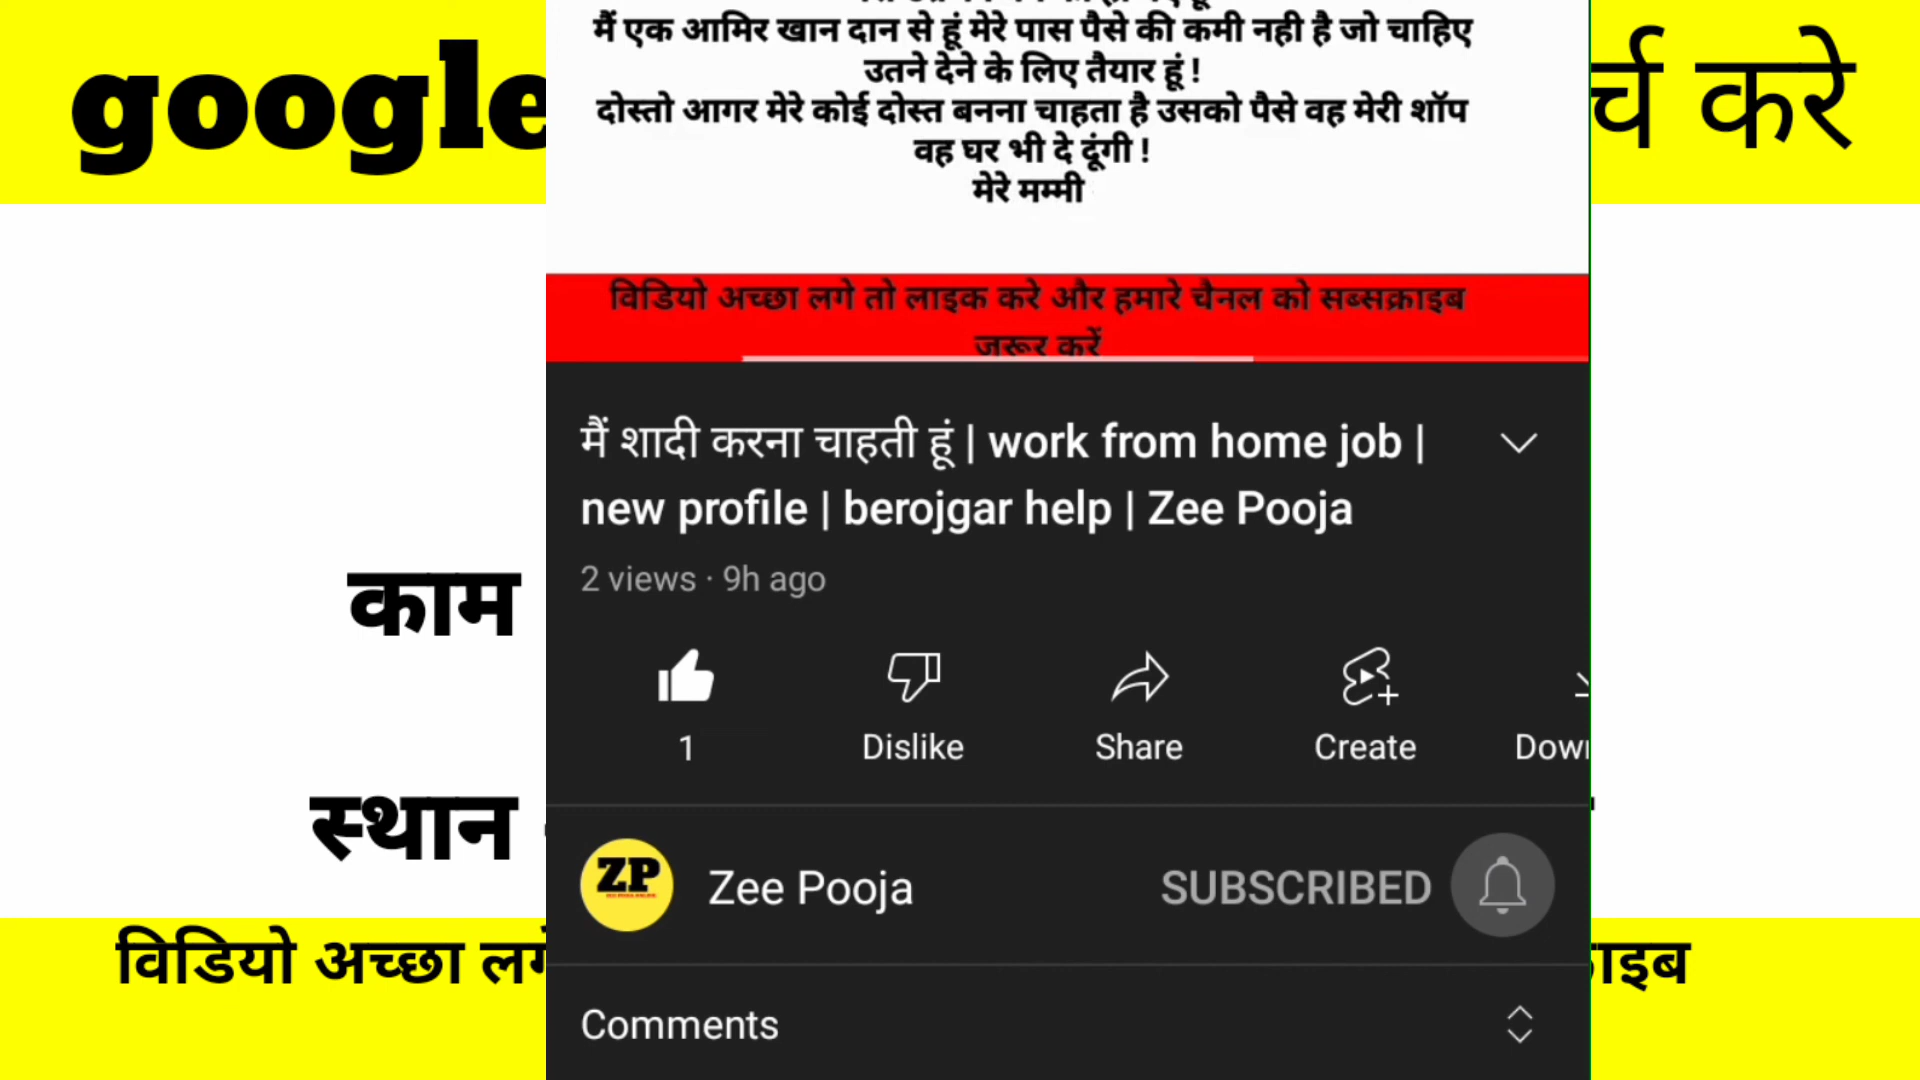 google
र्च करे
मैं एक आमिर खान दान से हूं मेरे पास पैसे की कमी नही है जो चाहिए
उतने देने के लिए तैयार हूं !
दोस्तो आगर मेरे कोई दोस्त बनना चाहता है उसको पैसे वह मेरी शॉप
वह घर भी दे दूंगी !
मेरे मम्मी
विडियो अच्छा लगे तो लाइक करे और हमारे चैनल को सब्सक्राइब
जरूर करें
मैं शादी करना चाहती हूं | work from home job |
new profile | berojgar help | Zee Pooja
2 views · 9h ago
काम
1 Dislike Share Create Down
स्थान
ZP
Zee Pooja SUBSCRIBED
विडियो अच्छा लगे
ाइब
Comments